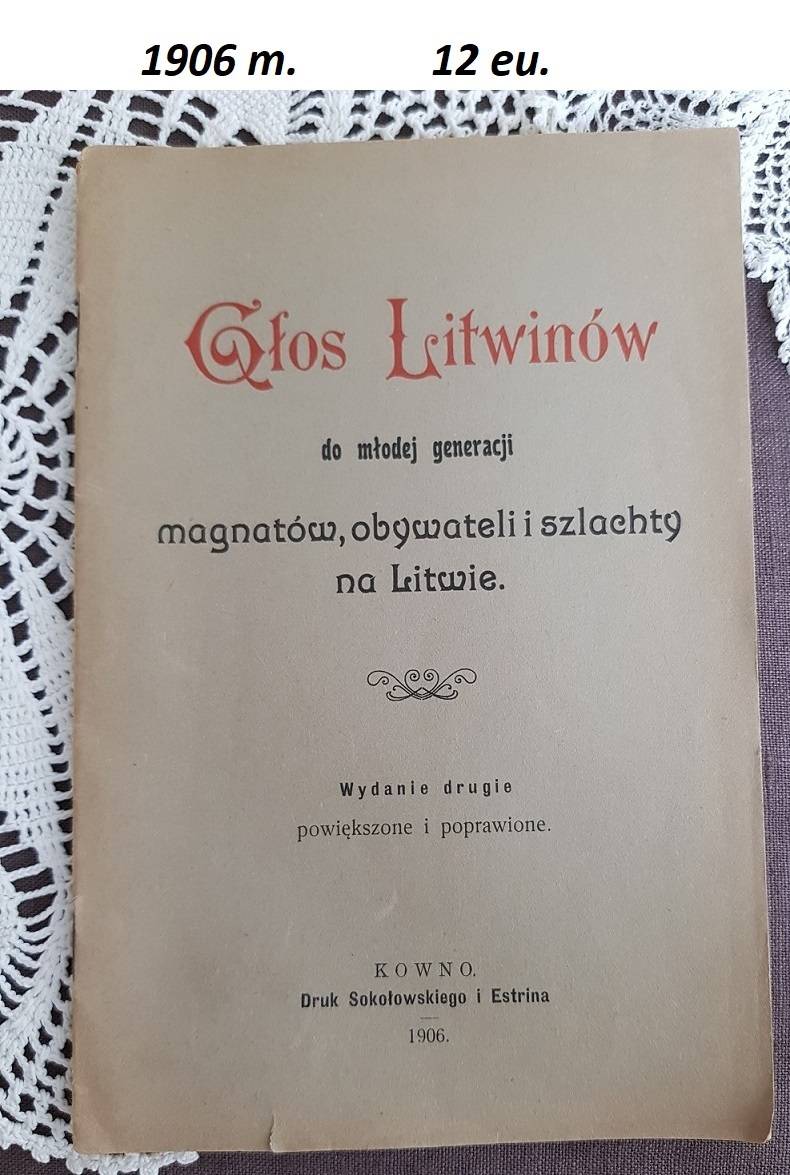 1906 m. 12 eu.
Głos Litwinów
do młodej generacji
magnatów, obywateli i szlachty
na Litwie.
Wydanie drugie
powiększone i poprawione.
KOWNO.
Druk Sokołowskiego i Estrina
1906.